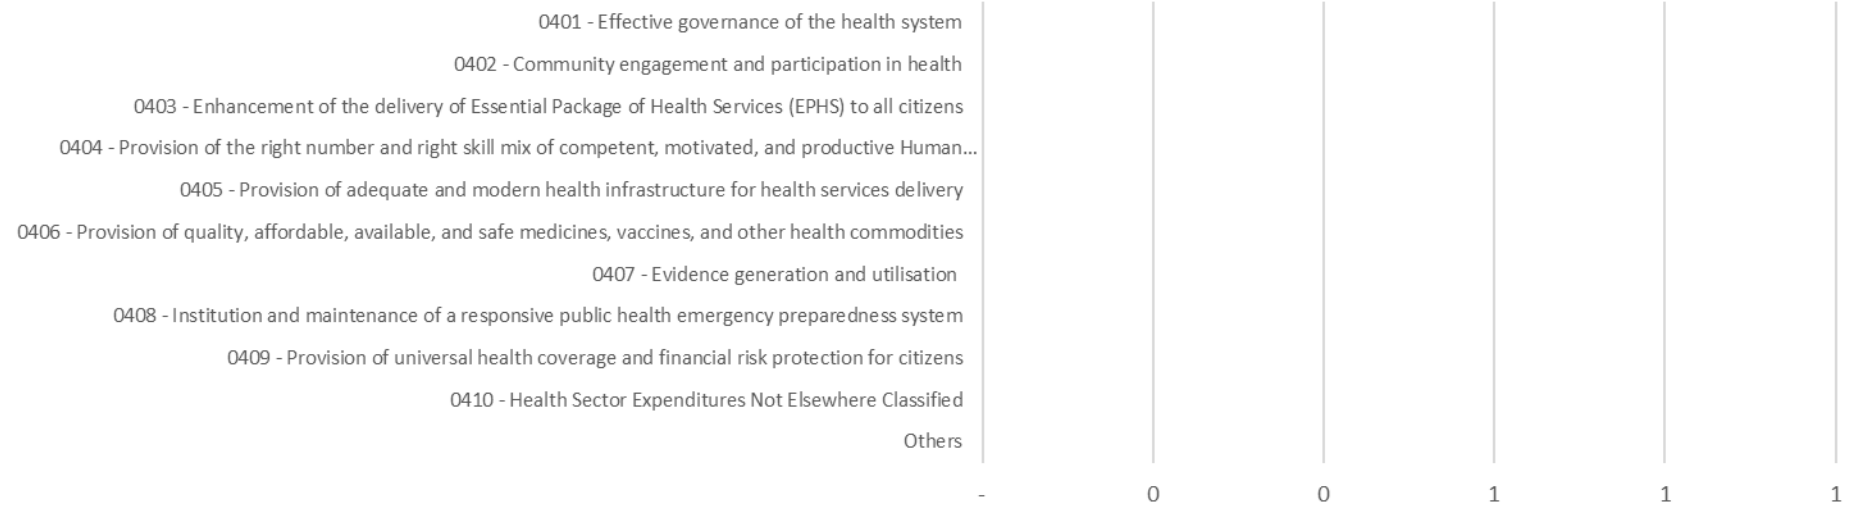 0401 - Effective governance of the health system
0402 - Community engagement and participation in health
0403 - Enhancement of the delivery of Essential Package of Health Services (EPHS) to all citizens
0404 - Provision of the right number and right skill mix of competent, motivated, and productive Human...
0405 - Provision of adequate and modern health infrastructure for health services delivery
0406 - Provision of quality, affordable, available, and safe medicines, vaccines, and other health commodities
0407 - Evidence generation and utilisation
0408 - Institution and maintenance of a responsive public health emergency preparedness system
0409 - Provision of universal health coverage and financial risk protection for citizens
0410 - Health Sector Expenditures Not Elsewhere Classified
Others
- 0 0 1 1 1